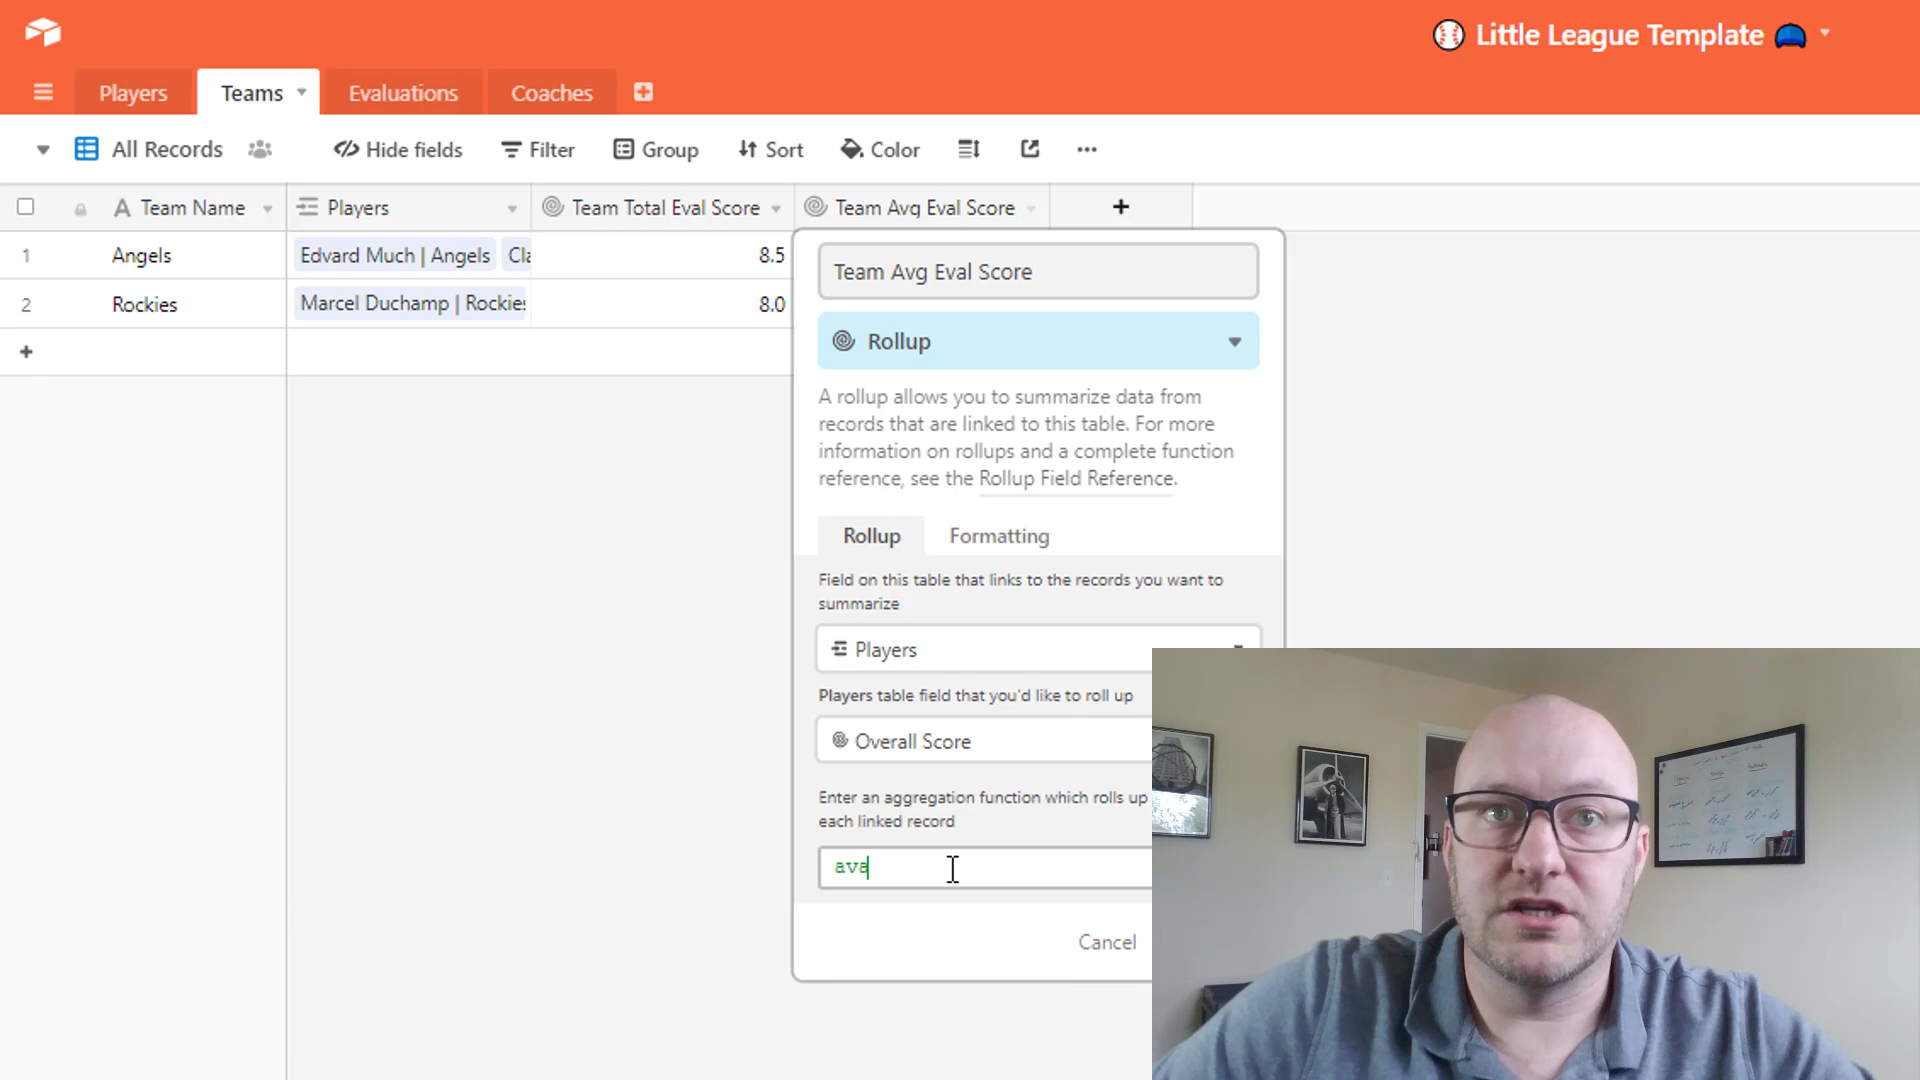 Little League Template
Players
Teams
Evaluations
Coaches
All Records
Hide fields
Filter
Group
Sort
Color
Team Name
Players
Team Total Eval Score
Team Avg Eval Score
1
Angels
Edvard Much | Angels
Cla
8.5
2
Rockies
Marcel Duchamp | Rockies
8.0
Team Avg Eval Score
Rollup
A rollup allows you to summarize data from
records that are linked to this table. For more
information on rollups and a complete function
reference, see the Rollup Field Reference.
Rollup
Formatting
Field on this table that links to the records you want to
summarize
Players
Players table field that you'd like to roll up
Overall Score
Enter an aggregation function which rolls up
each linked record
ava
Cancel